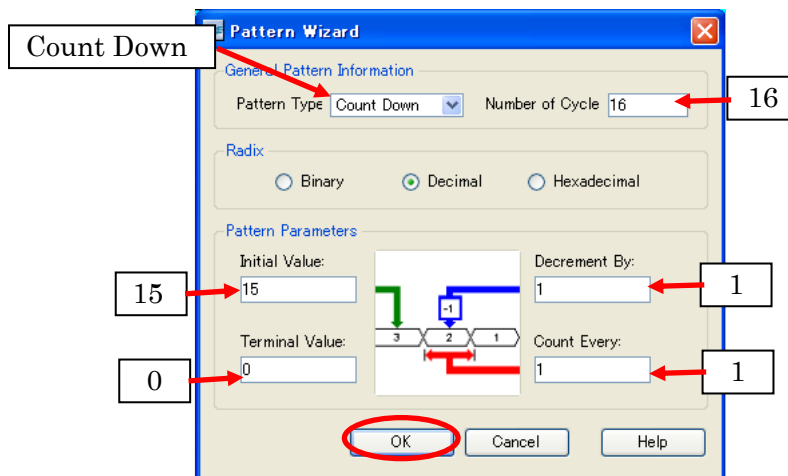 Pattern Wizard
Count Down
General Pattern Information
Pattern Type Count Down Number of Cycle 16
16
Radix
Binary Decimal Hexadecimal
Pattern Parameters
Initial Value: Decrement By:
15 15 -1 1 1
3 2 1
Terminal Value: Count Every:
0 0 1 1
OK Cancel Help